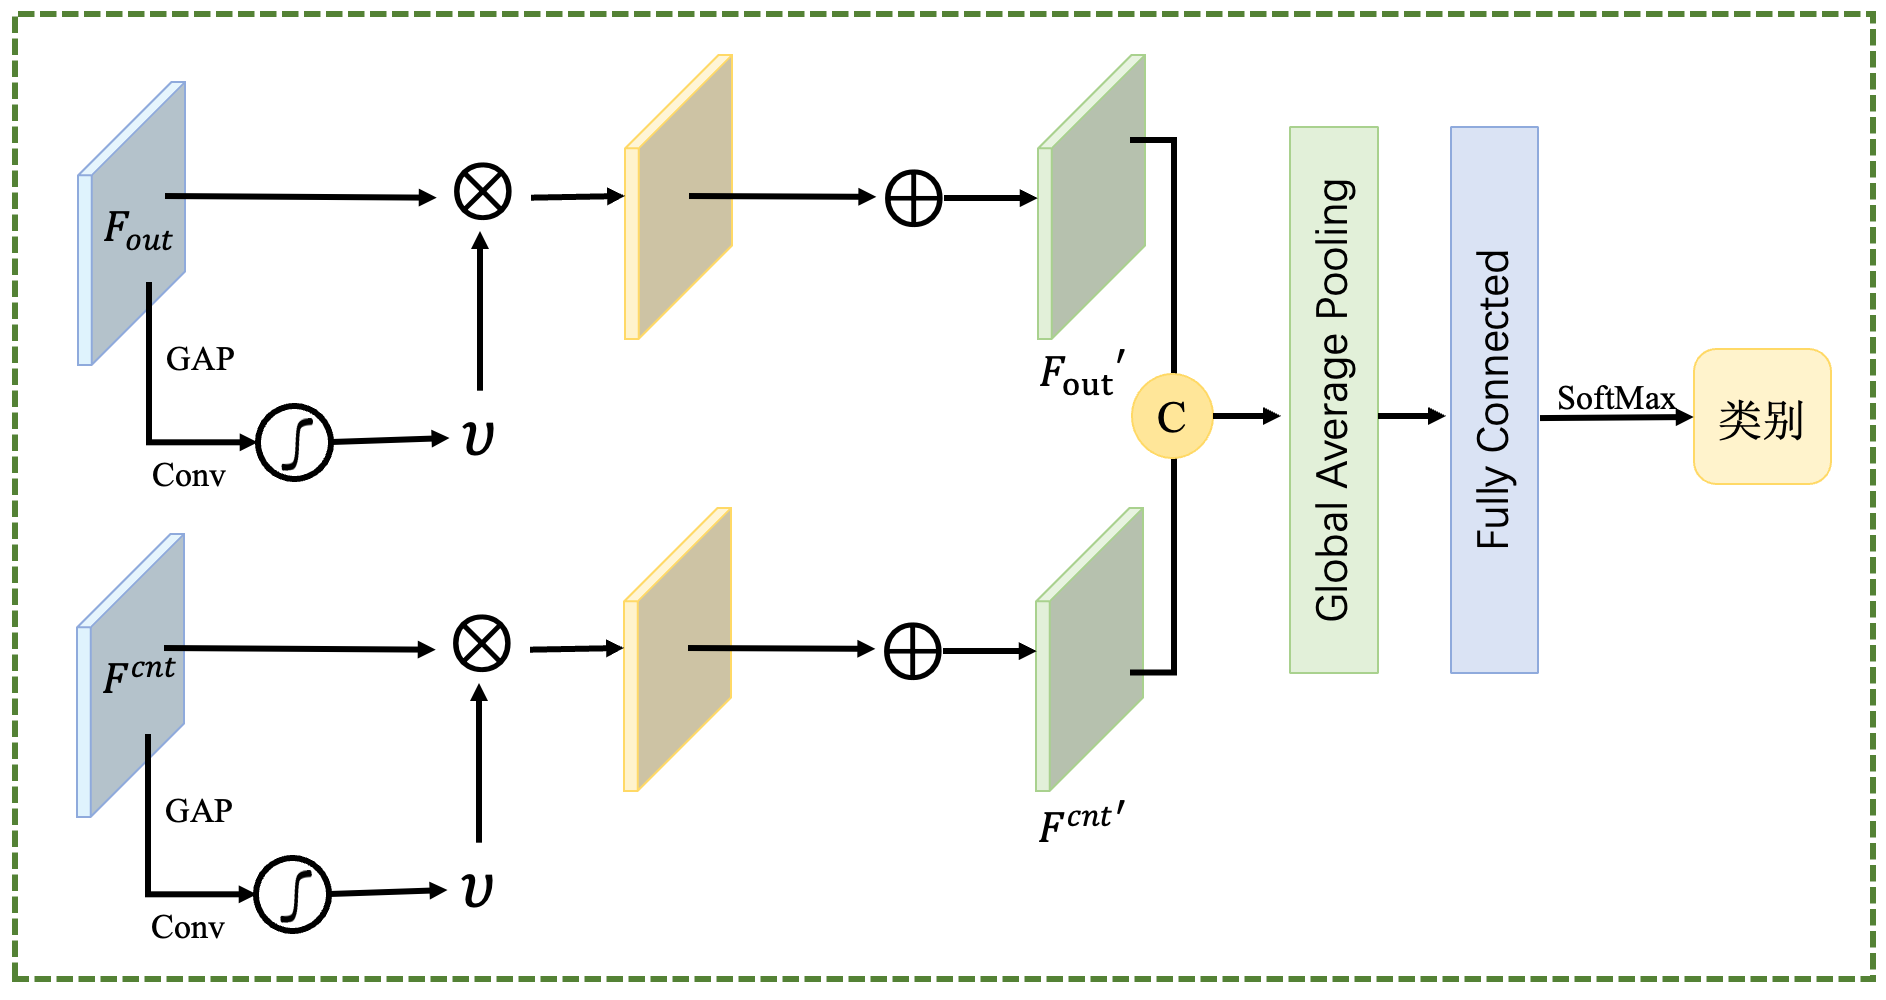 F_out
GAP
Conv
υ
F_out′
F^cnt
GAP
Conv
υ
F^cnt′
C
Global Average Pooling
Fully Connected
SoftMax
类别